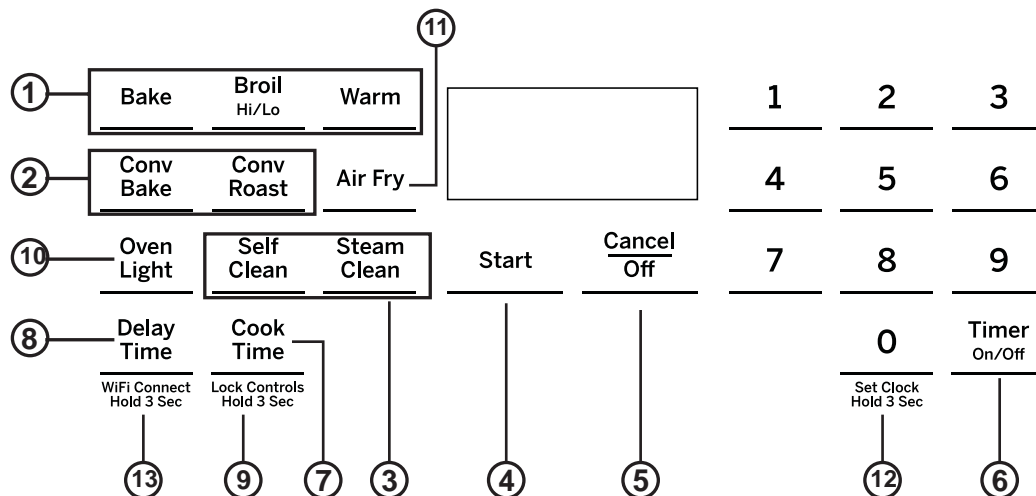 11
1
Bake
Broil
Hi/Lo
Warm
1
2
3
2
Conv
Bake
Conv
Roast
Air Fry
4
5
6
10
Oven
Light
Self
Clean
Steam
Clean
Start
Cancel
Off
7
8
9
8
Delay
Time
Cook
Time
0
Timer
On/Off
WiFi Connect
Hold 3 Sec
Lock Controls
Hold 3 Sec
Set Clock
Hold 3 Sec
13
9
7
3
4
5
12
6